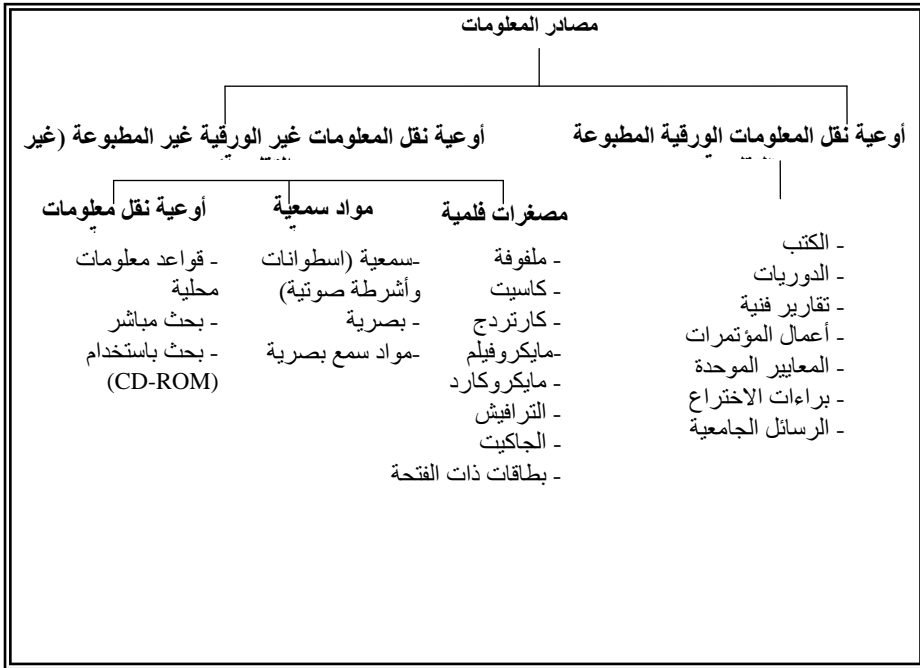 مصادر المعلومات
أوعية نقل المعلومات الورقية المطبوعة
- الكتب
- الدوريات
- تقارير فنية
- أعمال المؤتمرات
- المعايير الموحدة
- براءات الاختراع
- الرسائل الجامعية
أوعية نقل المعلومات غير الورقية غير المطبوعة (غير
مصغرات فلمية
- ملفوفة
- كاسيت
- كارتردج
-مايكروفيلم
- مايكروكارد
- الترافيش
- الجاكيت
- بطاقات ذات الفتحة
مواد سمعية
-سمعية (اسطوانات
وأشرطة صوتية)
- بصرية
-مواد سمع بصرية
أوعية نقل معلومات
- قواعد معلومات
محلية
- بحث مباشر
- بحث باستخدام
(CD-ROM)